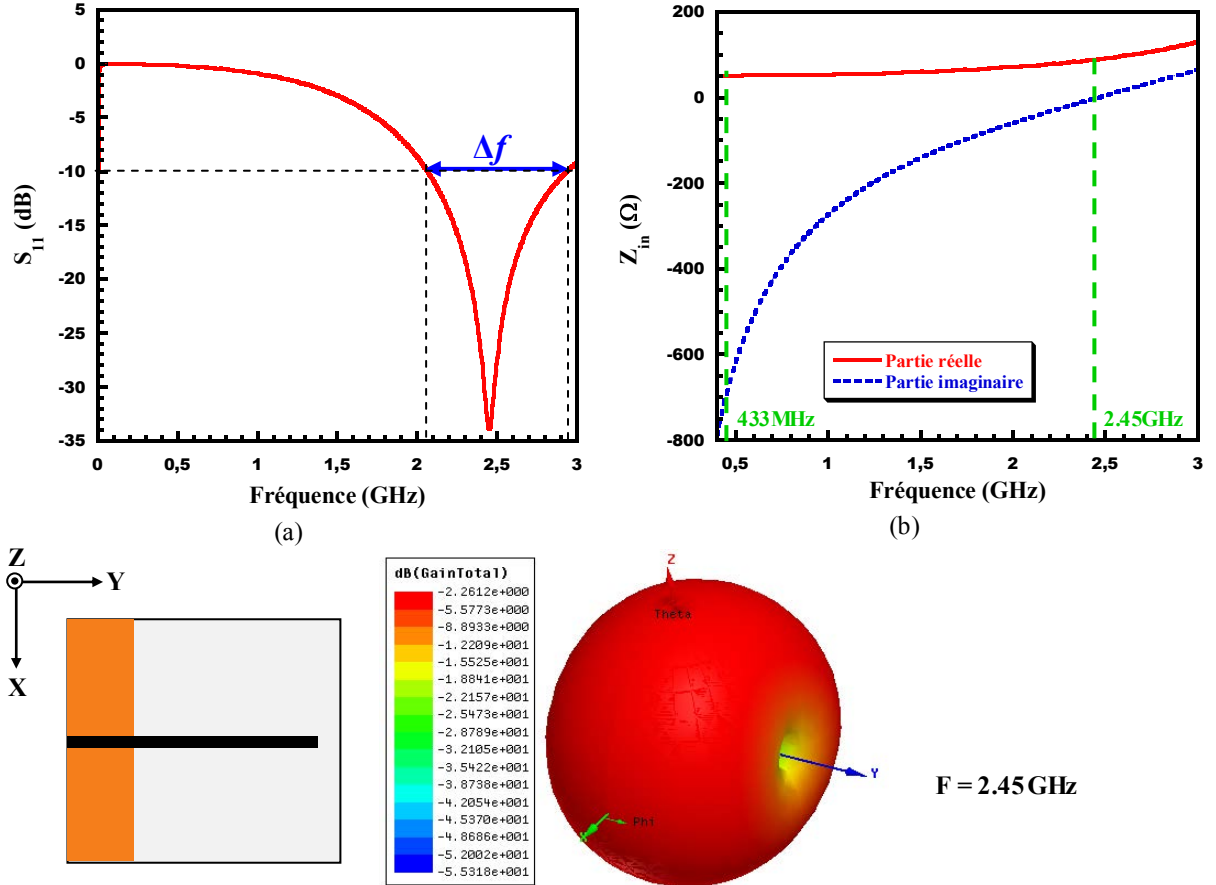 5
0
-5
-10
-15
-20
-25
-30
-35
S11 (dB)
Δf
0
0,5
1
1,5
2
2,5
3
Fréquence (GHz)
(a)
200
0
-200
-400
-600
-800
Zin (Ω)
Partie réelle
Partie imaginaire
433MHz
2.45GHz
0,5
1
1,5
2
2,5
3
Fréquence (GHz)
(b)
Z
Y
X
dB(GainTotal)
-2.2612e+000
-5.5773e+000
-8.8933e+000
-1.2209e+001
-1.5525e+001
-1.8841e+001
-2.2157e+001
-2.5473e+001
-2.8789e+001
-3.2105e+001
-3.5422e+001
-3.8738e+001
-4.2054e+001
-4.5370e+001
-4.8686e+001
-5.2002e+001
-5.5318e+001
Z
Theta
Y
Phi
X
F = 2.45GHz